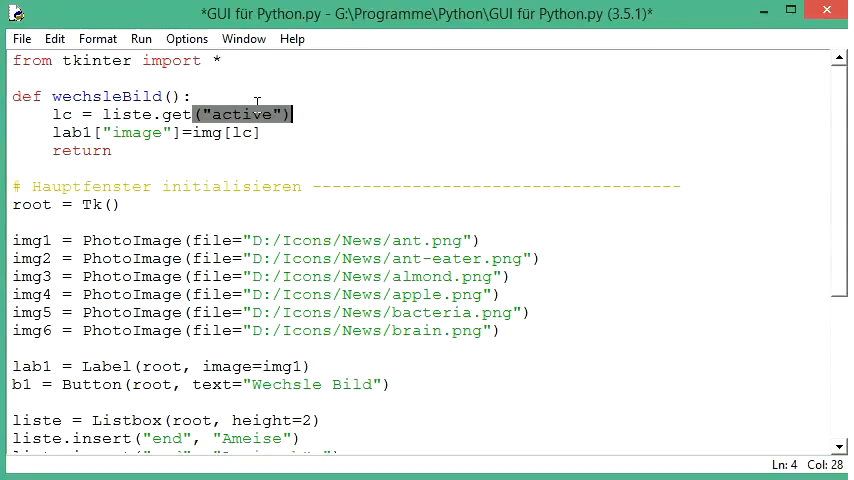 *GUI für Python.py - G:\Programme\Python\GUI für Python.py (3.5.1)*
File Edit Format Run Options Window Help
from tkinter import *
def wechsleBild():
    lc = liste.get("active")
    lab1["image"]=img[lc]
    return
# Hauptfenster initialisieren -------------------------------------
root = Tk()
img1 = PhotoImage(file="D:/Icons/News/ant.png")
img2 = PhotoImage(file="D:/Icons/News/ant-eater.png")
img3 = PhotoImage(file="D:/Icons/News/almond.png")
img4 = PhotoImage(file="D:/Icons/News/apple.png")
img5 = PhotoImage(file="D:/Icons/News/bacteria.png")
img6 = PhotoImage(file="D:/Icons/News/brain.png")
lab1 = Label(root, image=img1)
b1 = Button(root, text="Wechsle Bild")
liste = Listbox(root, height=2)
liste.insert("end", "Ameise")
Ln: 4 Col: 28